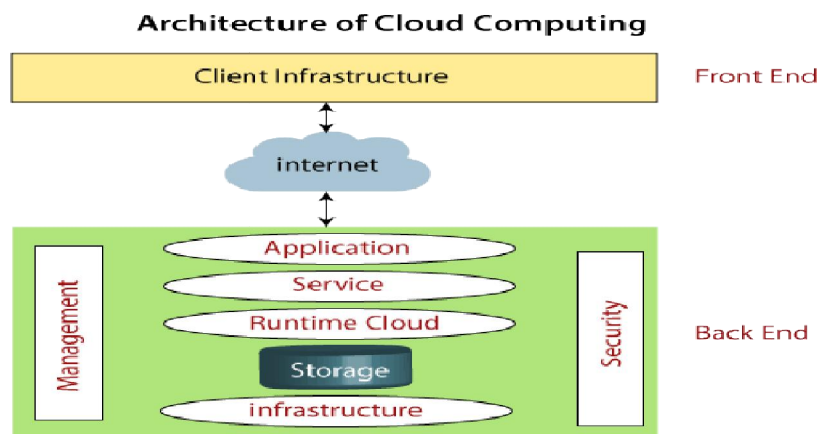 Architecture of Cloud Computing
Client Infrastructure
Front End
internet
Application
Service
Runtime Cloud
Storage
infrastructure
Management
Security
Back End